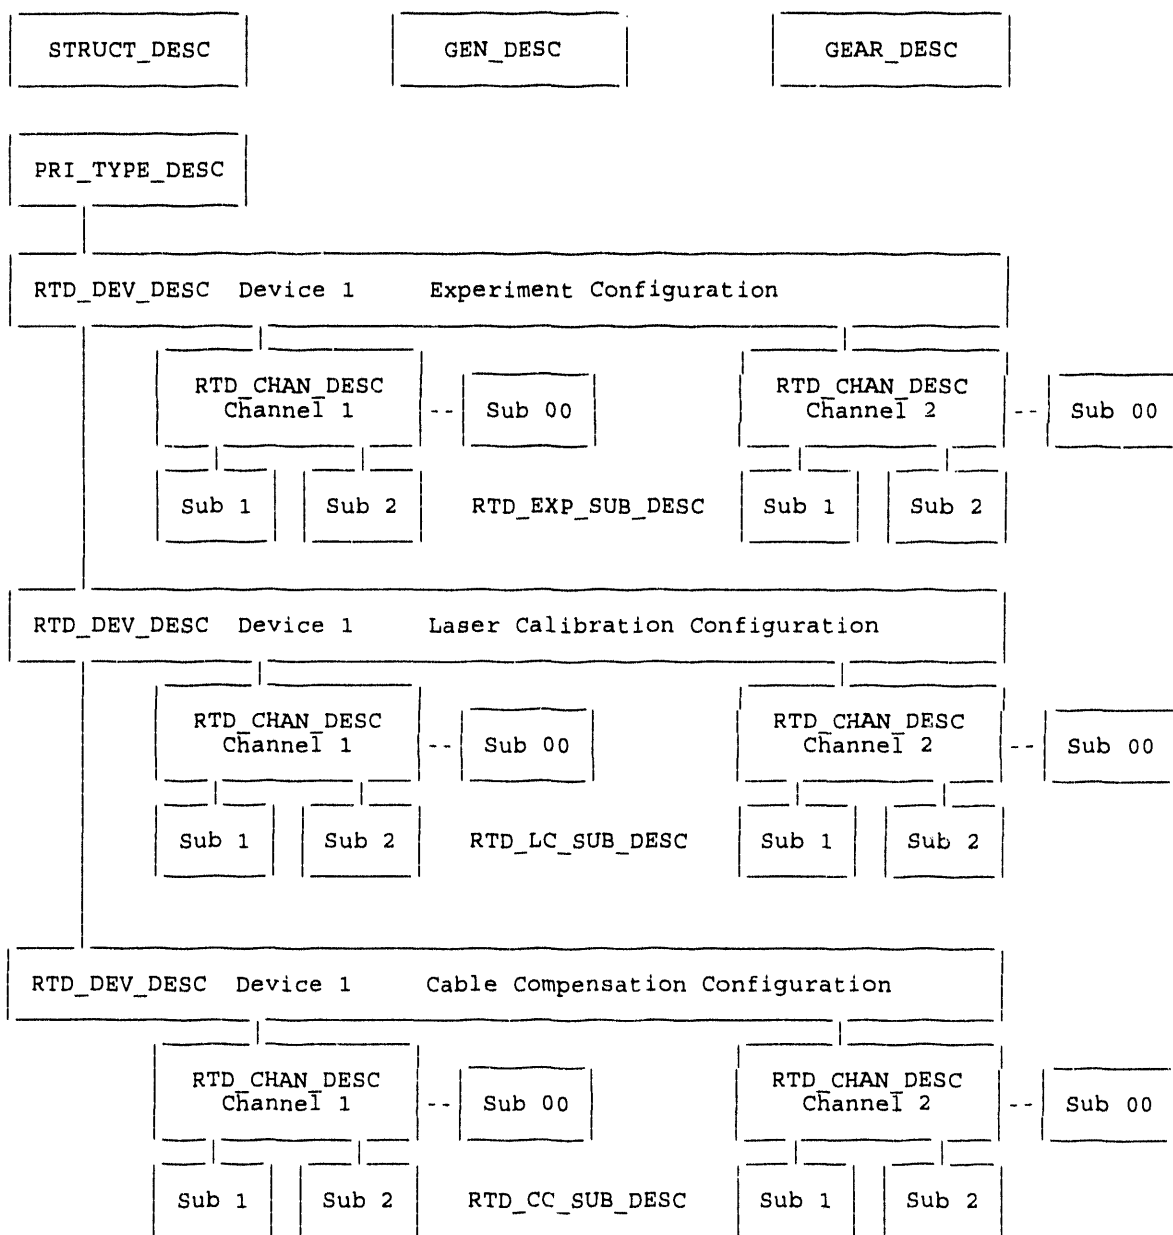 STRUCT_DESC GEN_DESC GEAR_DESC
PRI_TYPE_DESC
RTD_DEV_DESC Device 1 Experiment Configuration
RTD_CHAN_DESC RTD_CHAN_DESC
Channel 1 -- Sub 00 Channel 2 -- Sub 00
Sub 1 Sub 2 RTD_EXP_SUB_DESC Sub 1 Sub 2
RTD_DEV_DESC Device 1 Laser Calibration Configuration
RTD_CHAN_DESC RTD_CHAN_DESC
Channel 1 -- Sub 00 Channel 2 -- Sub 00
Sub 1 Sub 2 RTD_LC_SUB_DESC Sub 1 Sub 2
RTD_DEV_DESC Device 1 Cable Compensation Configuration
RTD_CHAN_DESC RTD_CHAN_DESC
Channel 1 -- Sub 00 Channel 2 -- Sub 00
Sub 1 Sub 2 RTD_CC_SUB_DESC Sub 1 Sub 2